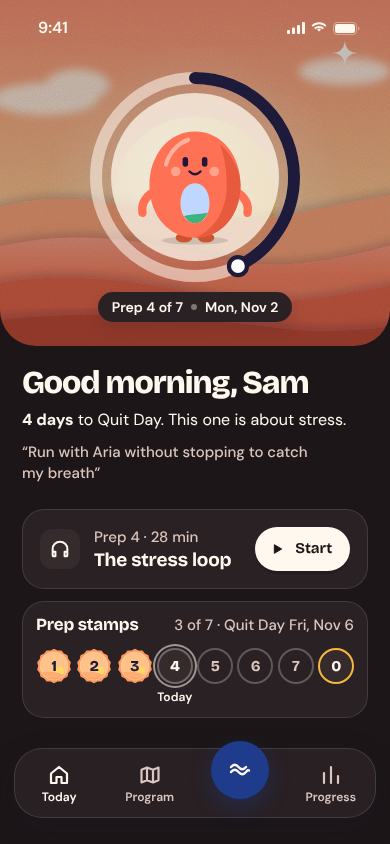 9:41
Prep 4 of 7 • Mon, Nov 2
Good morning, Sam
4 days to Quit Day. This one is about stress.
“Run with Aria without stopping to catch
my breath”
Prep 4 · 28 min
The stress loop
Start
Prep stamps
3 of 7 · Quit Day Fri, Nov 6
1 2 3 4 5 6 7 0
Today
Today Program Progress